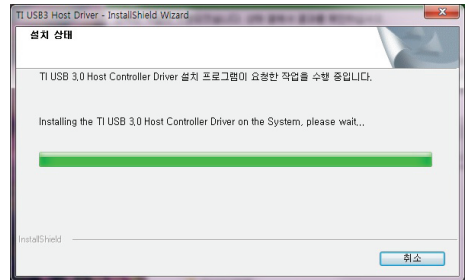 TI USB3 Host Driver - InstallShield Wizard
설치 상태
TI USB 3,0 Host Controller Driver 설치 프로그램이 요청한 작업을 수행 중입니다.
Installing the TI USB 3,0 Host Controller Driver on the System, please wait,,,
InstallShield
취소